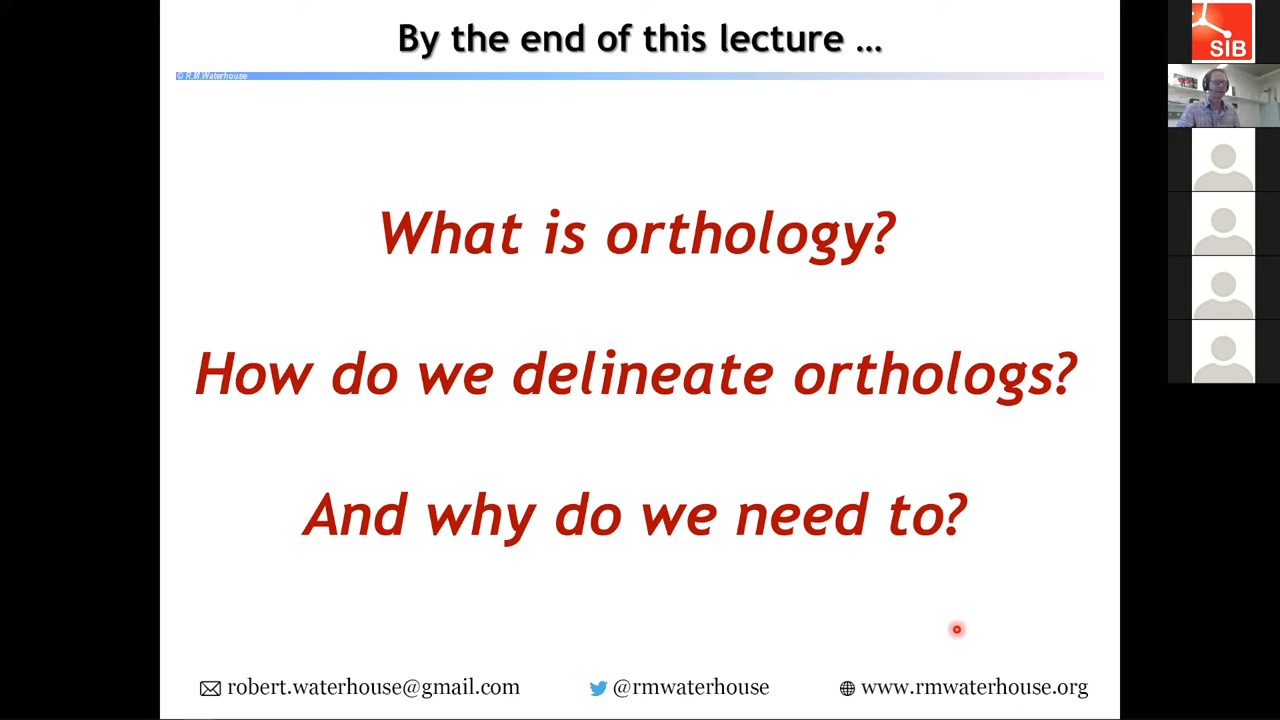 By the end of this lecture …
© R.M.Waterhouse
SIB
What is orthology?
How do we delineate orthologs?
And why do we need to?
robert.waterhouse@gmail.com
@rmwaterhouse
www.rmwaterhouse.org